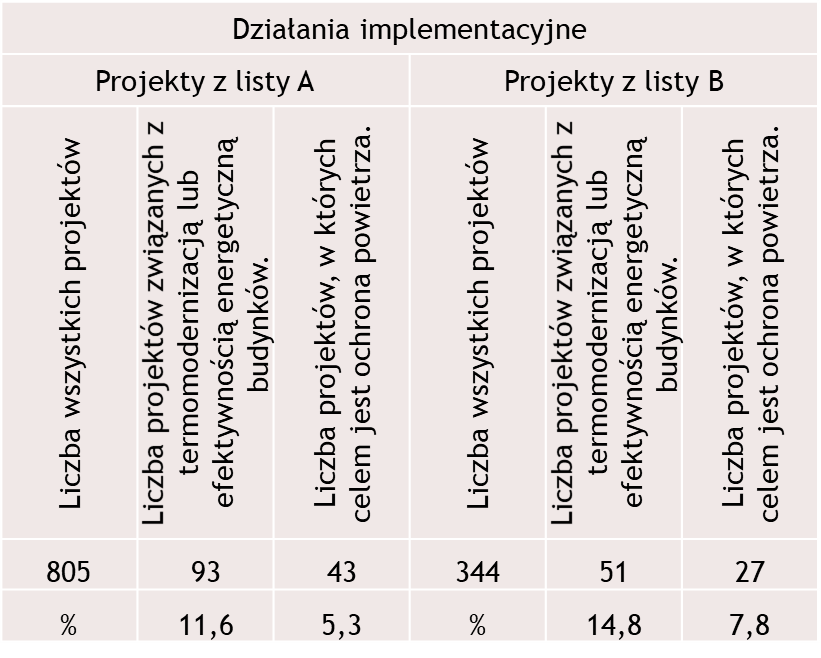 Działania implementacyjne
Projekty z listy A
Projekty z listy B
Liczba wszystkich projektów
Liczba projektów związanych z
termomodernizacją lub
efektywnością energetyczną
budynków.
Liczba projektów, w których
celem jest ochrona powietrza.
Liczba wszystkich projektów
Liczba projektów związanych z
termomodernizacją lub
efektywnością energetyczną
budynków.
Liczba projektów, w których
celem jest ochrona powietrza.
805 93 43 344 51 27
% 11,6 5,3 % 14,8 7,8